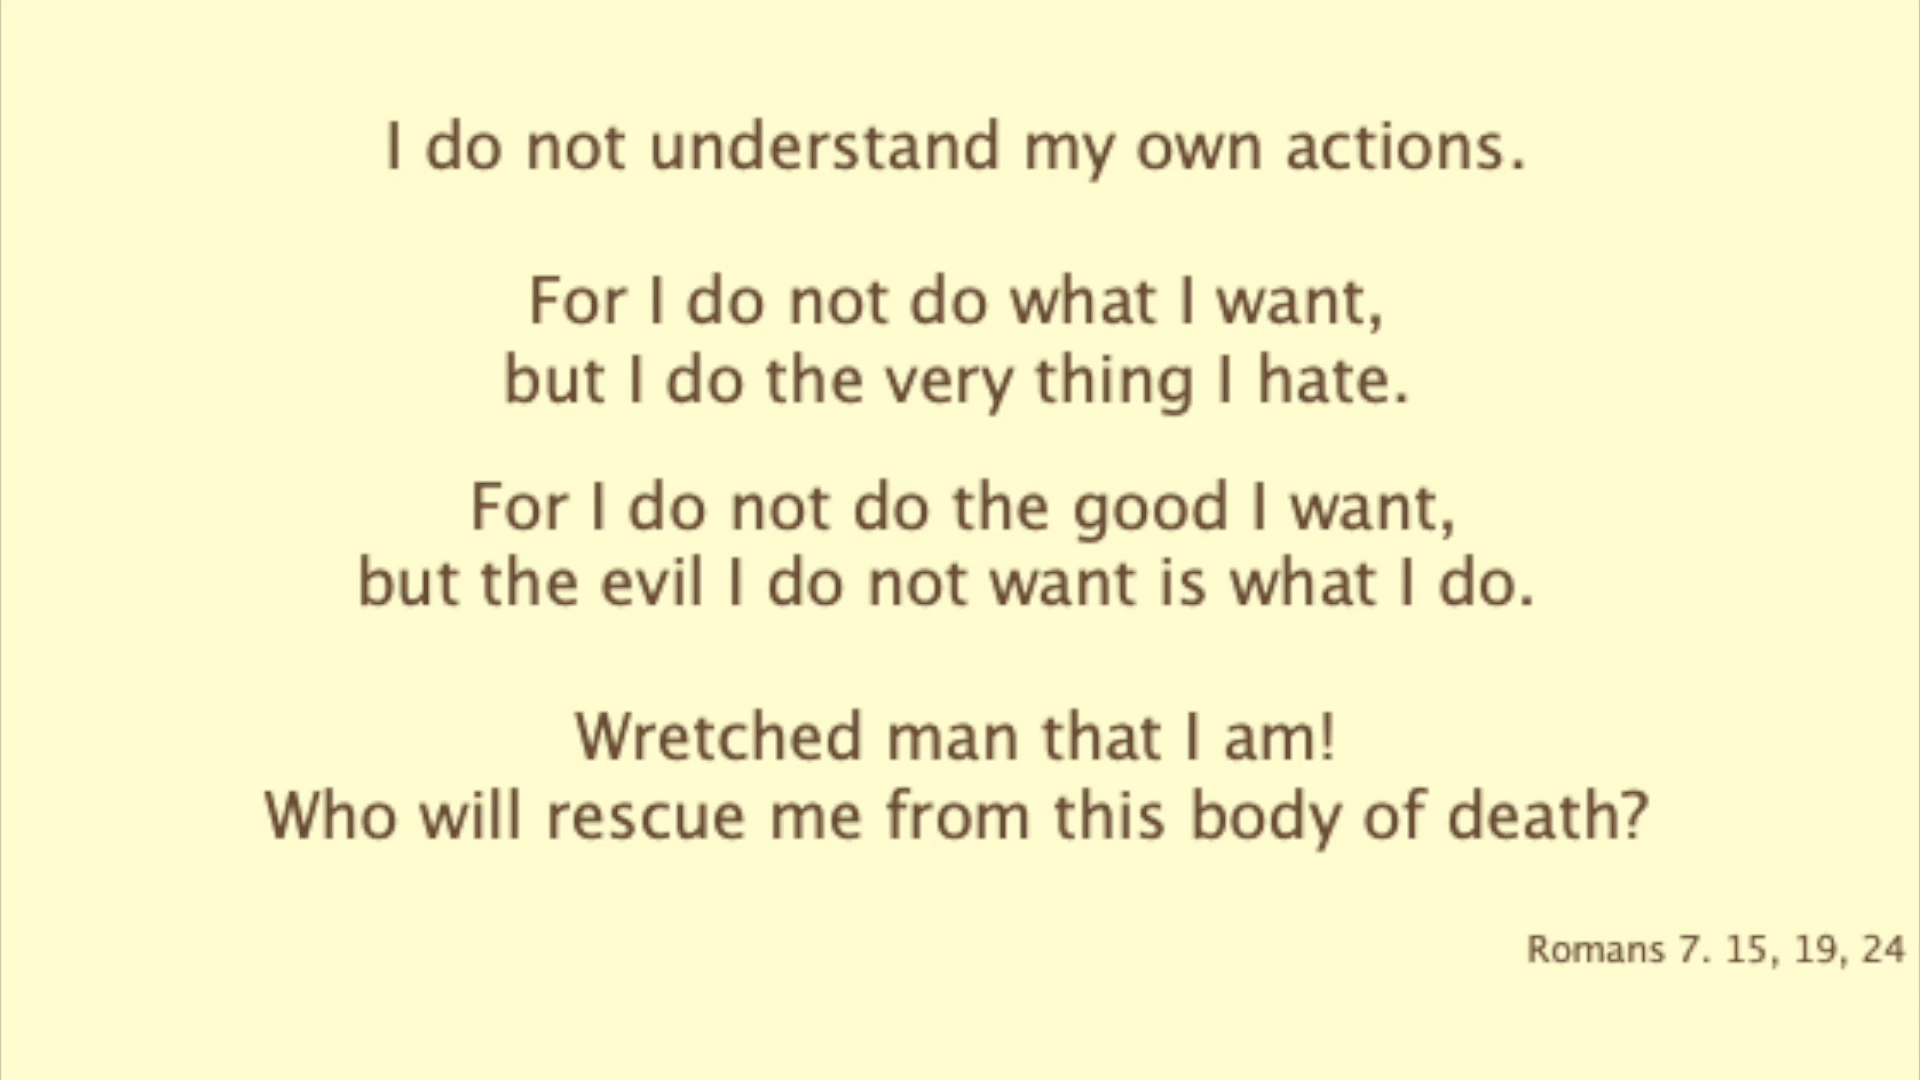 I do not understand my own actions.
For I do not do what I want,
but I do the very thing I hate.
For I do not do the good I want,
but the evil I do not want is what I do.
Wretched man that I am!
Who will rescue me from this body of death?
Romans 7. 15, 19, 24